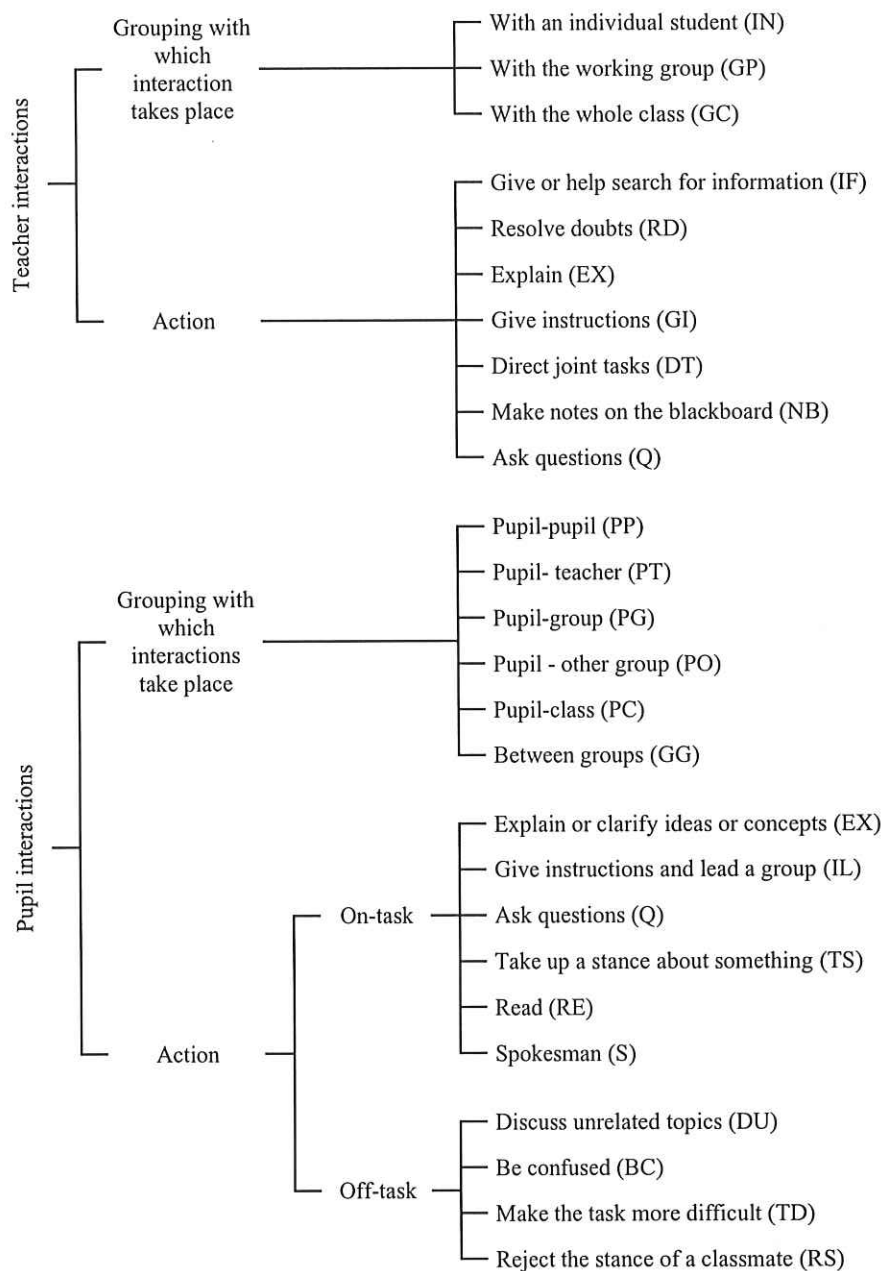 Teacher interactions
Grouping with
which
interaction
takes place
With an individual student (IN)
With the working group (GP)
With the whole class (GC)
Action
Give or help search for information (IF)
Resolve doubts (RD)
Explain (EX)
Give instructions (GI)
Direct joint tasks (DT)
Make notes on the blackboard (NB)
Ask questions (Q)
Pupil interactions
Grouping with
which
interactions
take place
Pupil-pupil (PP)
Pupil- teacher (PT)
Pupil-group (PG)
Pupil - other group (PO)
Pupil-class (PC)
Between groups (GG)
Action
On-task
Explain or clarify ideas or concepts (EX)
Give instructions and lead a group (IL)
Ask questions (Q)
Take up a stance about something (TS)
Read (RE)
Spokesman (S)
Off-task
Discuss unrelated topics (DU)
Be confused (BC)
Make the task more difficult (TD)
Reject the stance of a classmate (RS)